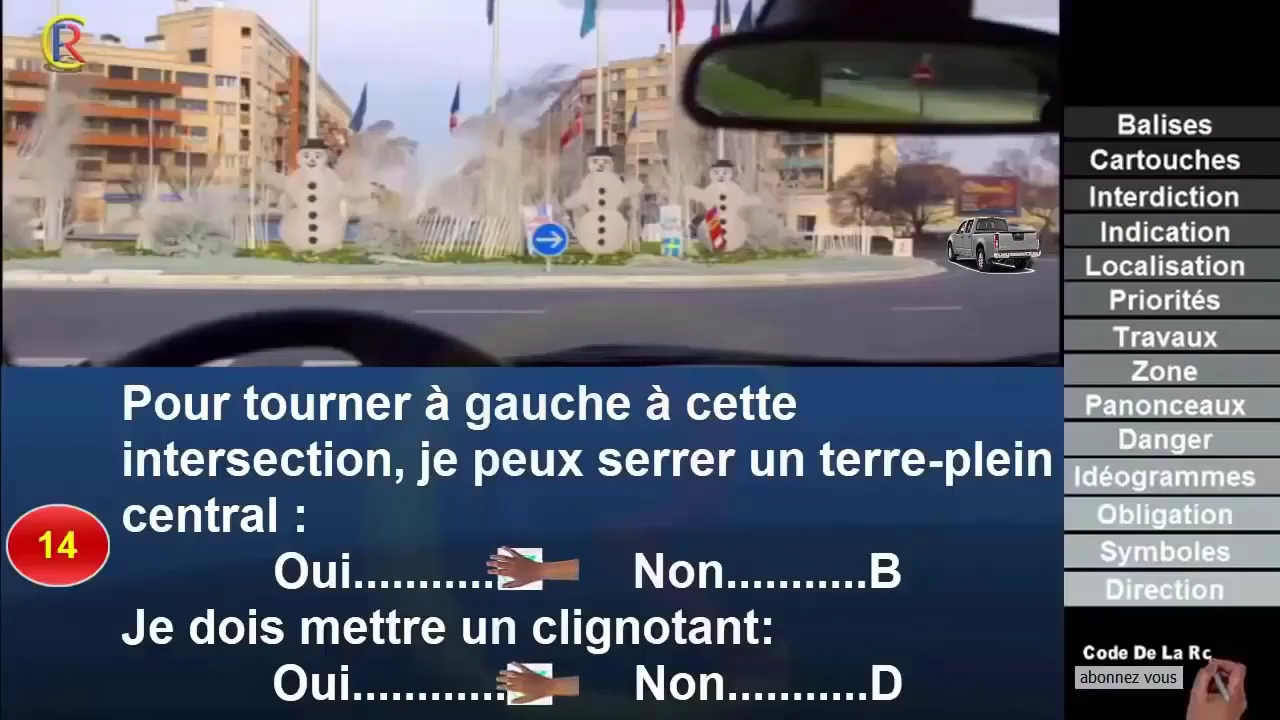 Balises
Cartouches
Interdiction
Indication
Localisation
Priorités
Travaux
Zone
Panonceaux
Danger
Idéogrammes
Obligation
Symboles
Direction
Pour tourner à gauche à cette
intersection, je peux serrer un terre-plein
central :
14
Oui........... Non...........B
Je dois mettre un clignotant:
Oui............ Non...........D
Code De La Rc
abonnez vous